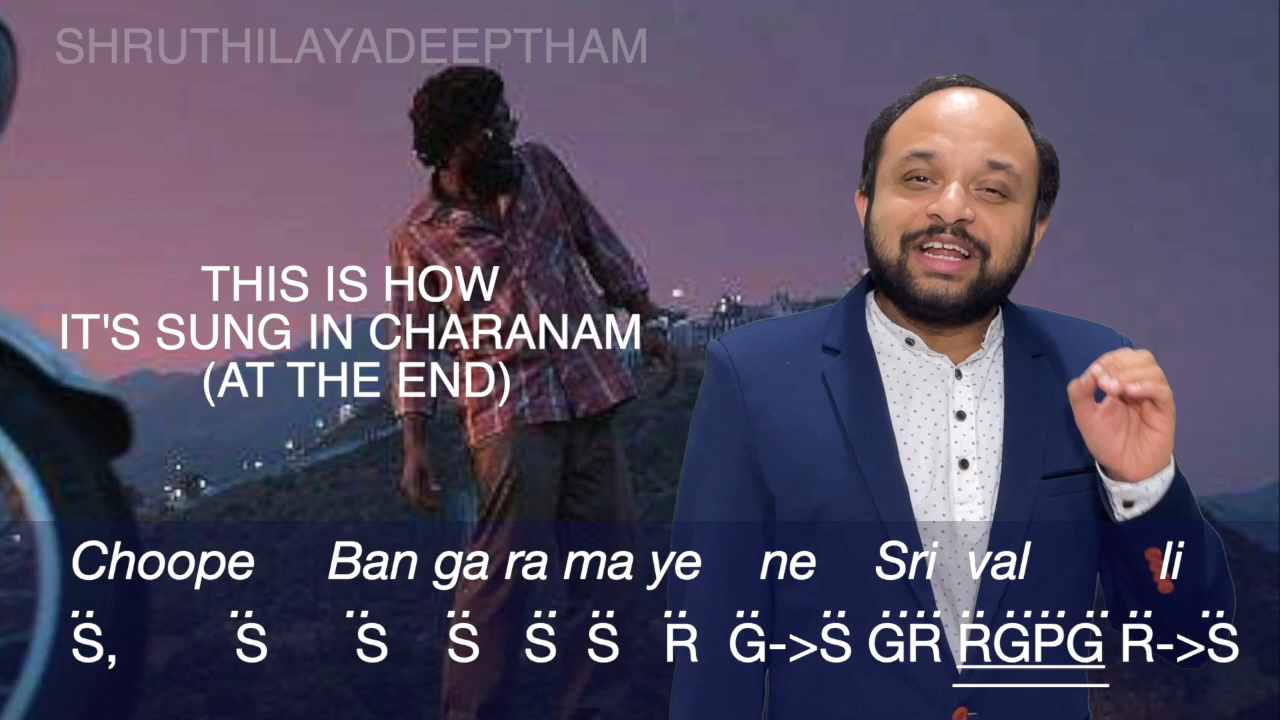 SHRUTHILAYADEEPTHAM
THIS IS HOW
IT'S SUNG IN CHARANAM
(AT THE END)
Choope Ban ga ra ma ye ne Sri val li
S̈, S̈ S̈ S̈ S̈ S̈ R̈ G̈->S̈ G̈R̈ R̈G̈P̈G̈ R̈->S̈